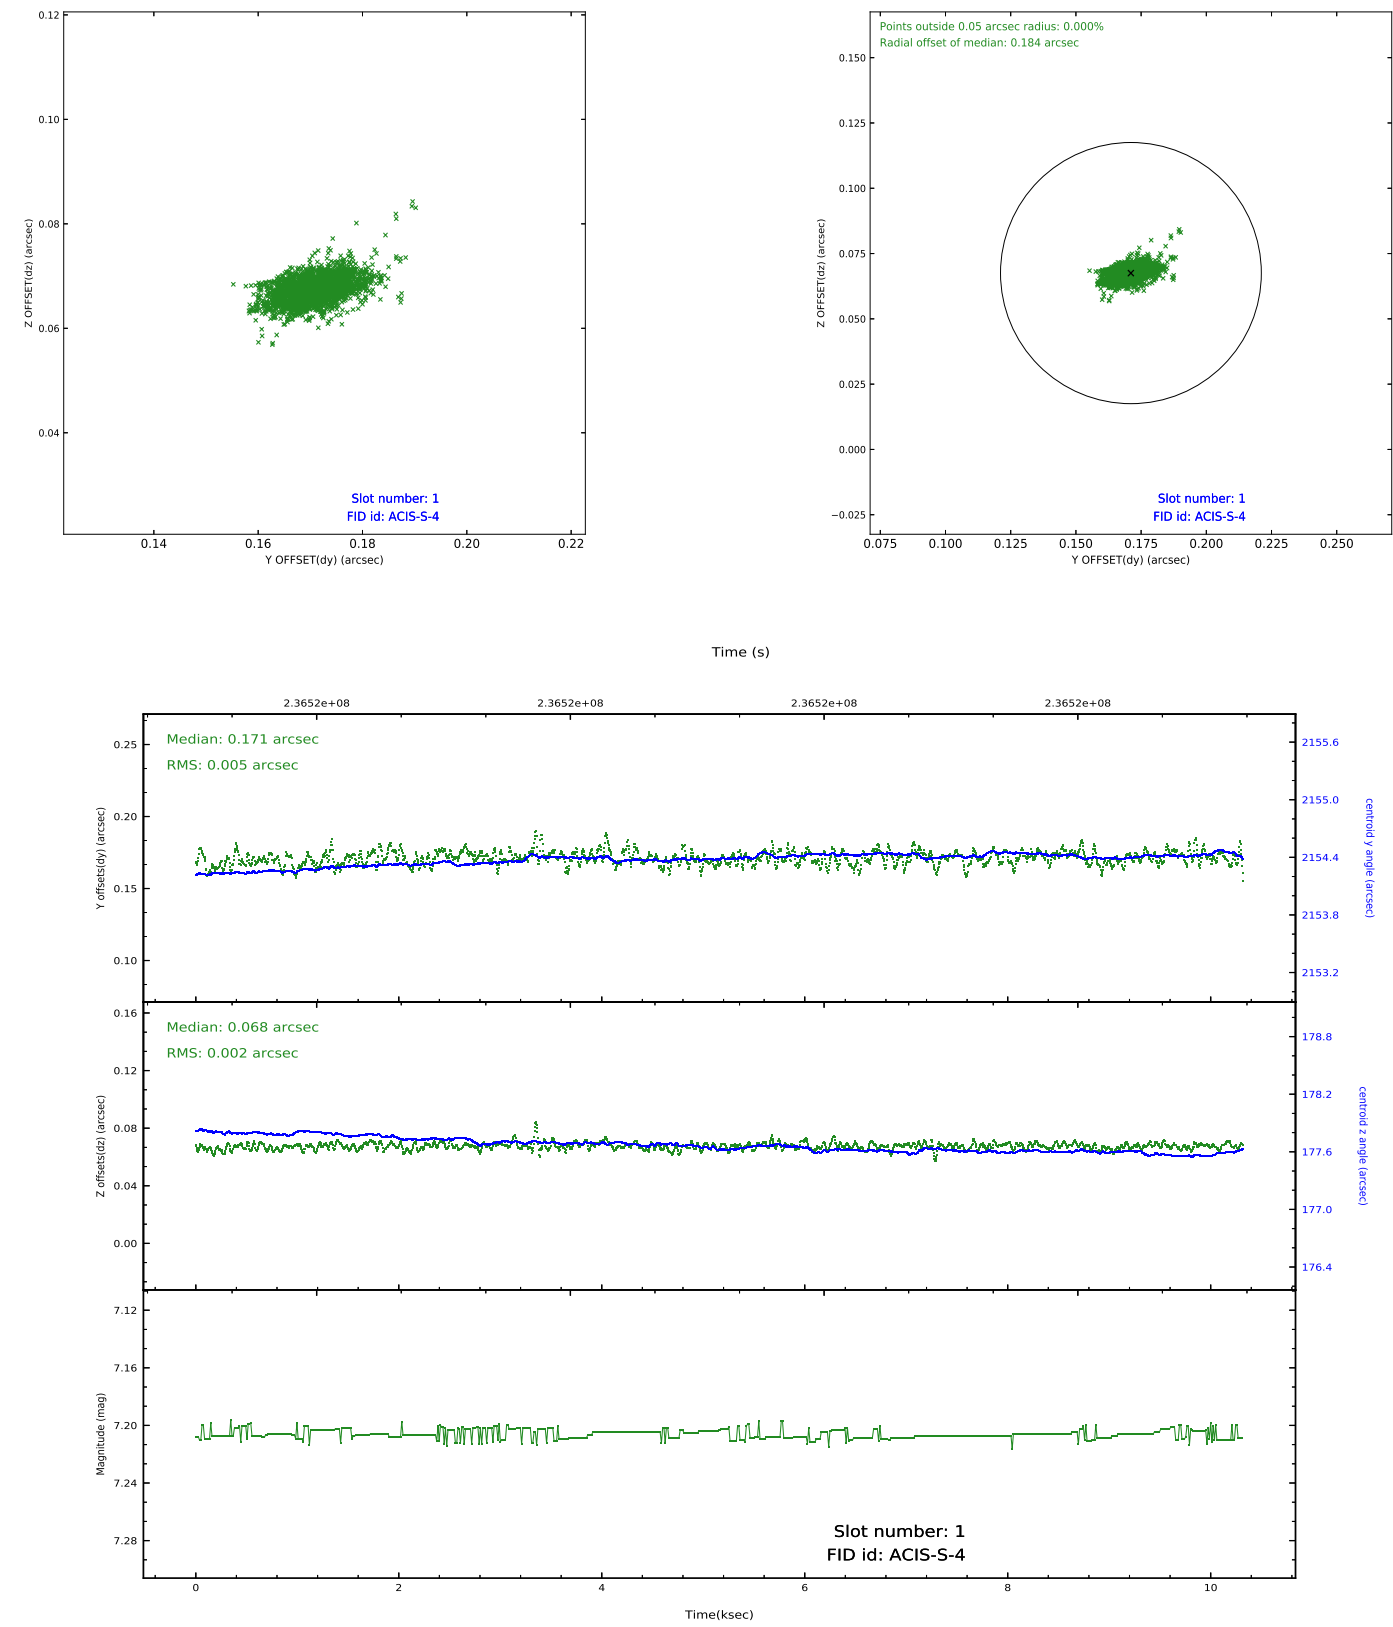 0.12
0.10
0.08
0.06
0.04
Z OFFSET(dz) (arcsec)
Slot number: 1
FID id: ACIS-S-4
0.14 0.16 0.18 0.20 0.22
Y OFFSET(dy) (arcsec)
Points outside 0.05 arcsec radius: 0.000%
Radial offset of median: 0.184 arcsec
0.150
0.125
0.100
0.075
0.050
0.025
0.000
−0.025
Z OFFSET(dz) (arcsec)
Slot number: 1
FID id: ACIS-S-4
0.075 0.100 0.125 0.150 0.175 0.200 0.225 0.250
Y OFFSET(dy) (arcsec)
Time (s)
2.3652e+08 2.3652e+08 2.3652e+08 2.3652e+08
Median: 0.171 arcsec
RMS: 0.005 arcsec
0.25
0.20
0.15
0.10
Y offsets(dy) (arcsec)
2155.6
2155.0
2154.4
2153.8
2153.2
centroid y angle (arcsec)
Median: 0.068 arcsec
RMS: 0.002 arcsec
0.16
0.12
0.08
0.04
0.00
Z offsets(dz) (arcsec)
178.8
178.2
177.6
177.0
176.4
centroid z angle (arcsec)
7.12
7.16
7.20
7.24
7.28
Magnitude (mag)
Slot number: 1
FID id: ACIS-S-4
0 2 4 6 8 10
Time(ksec)